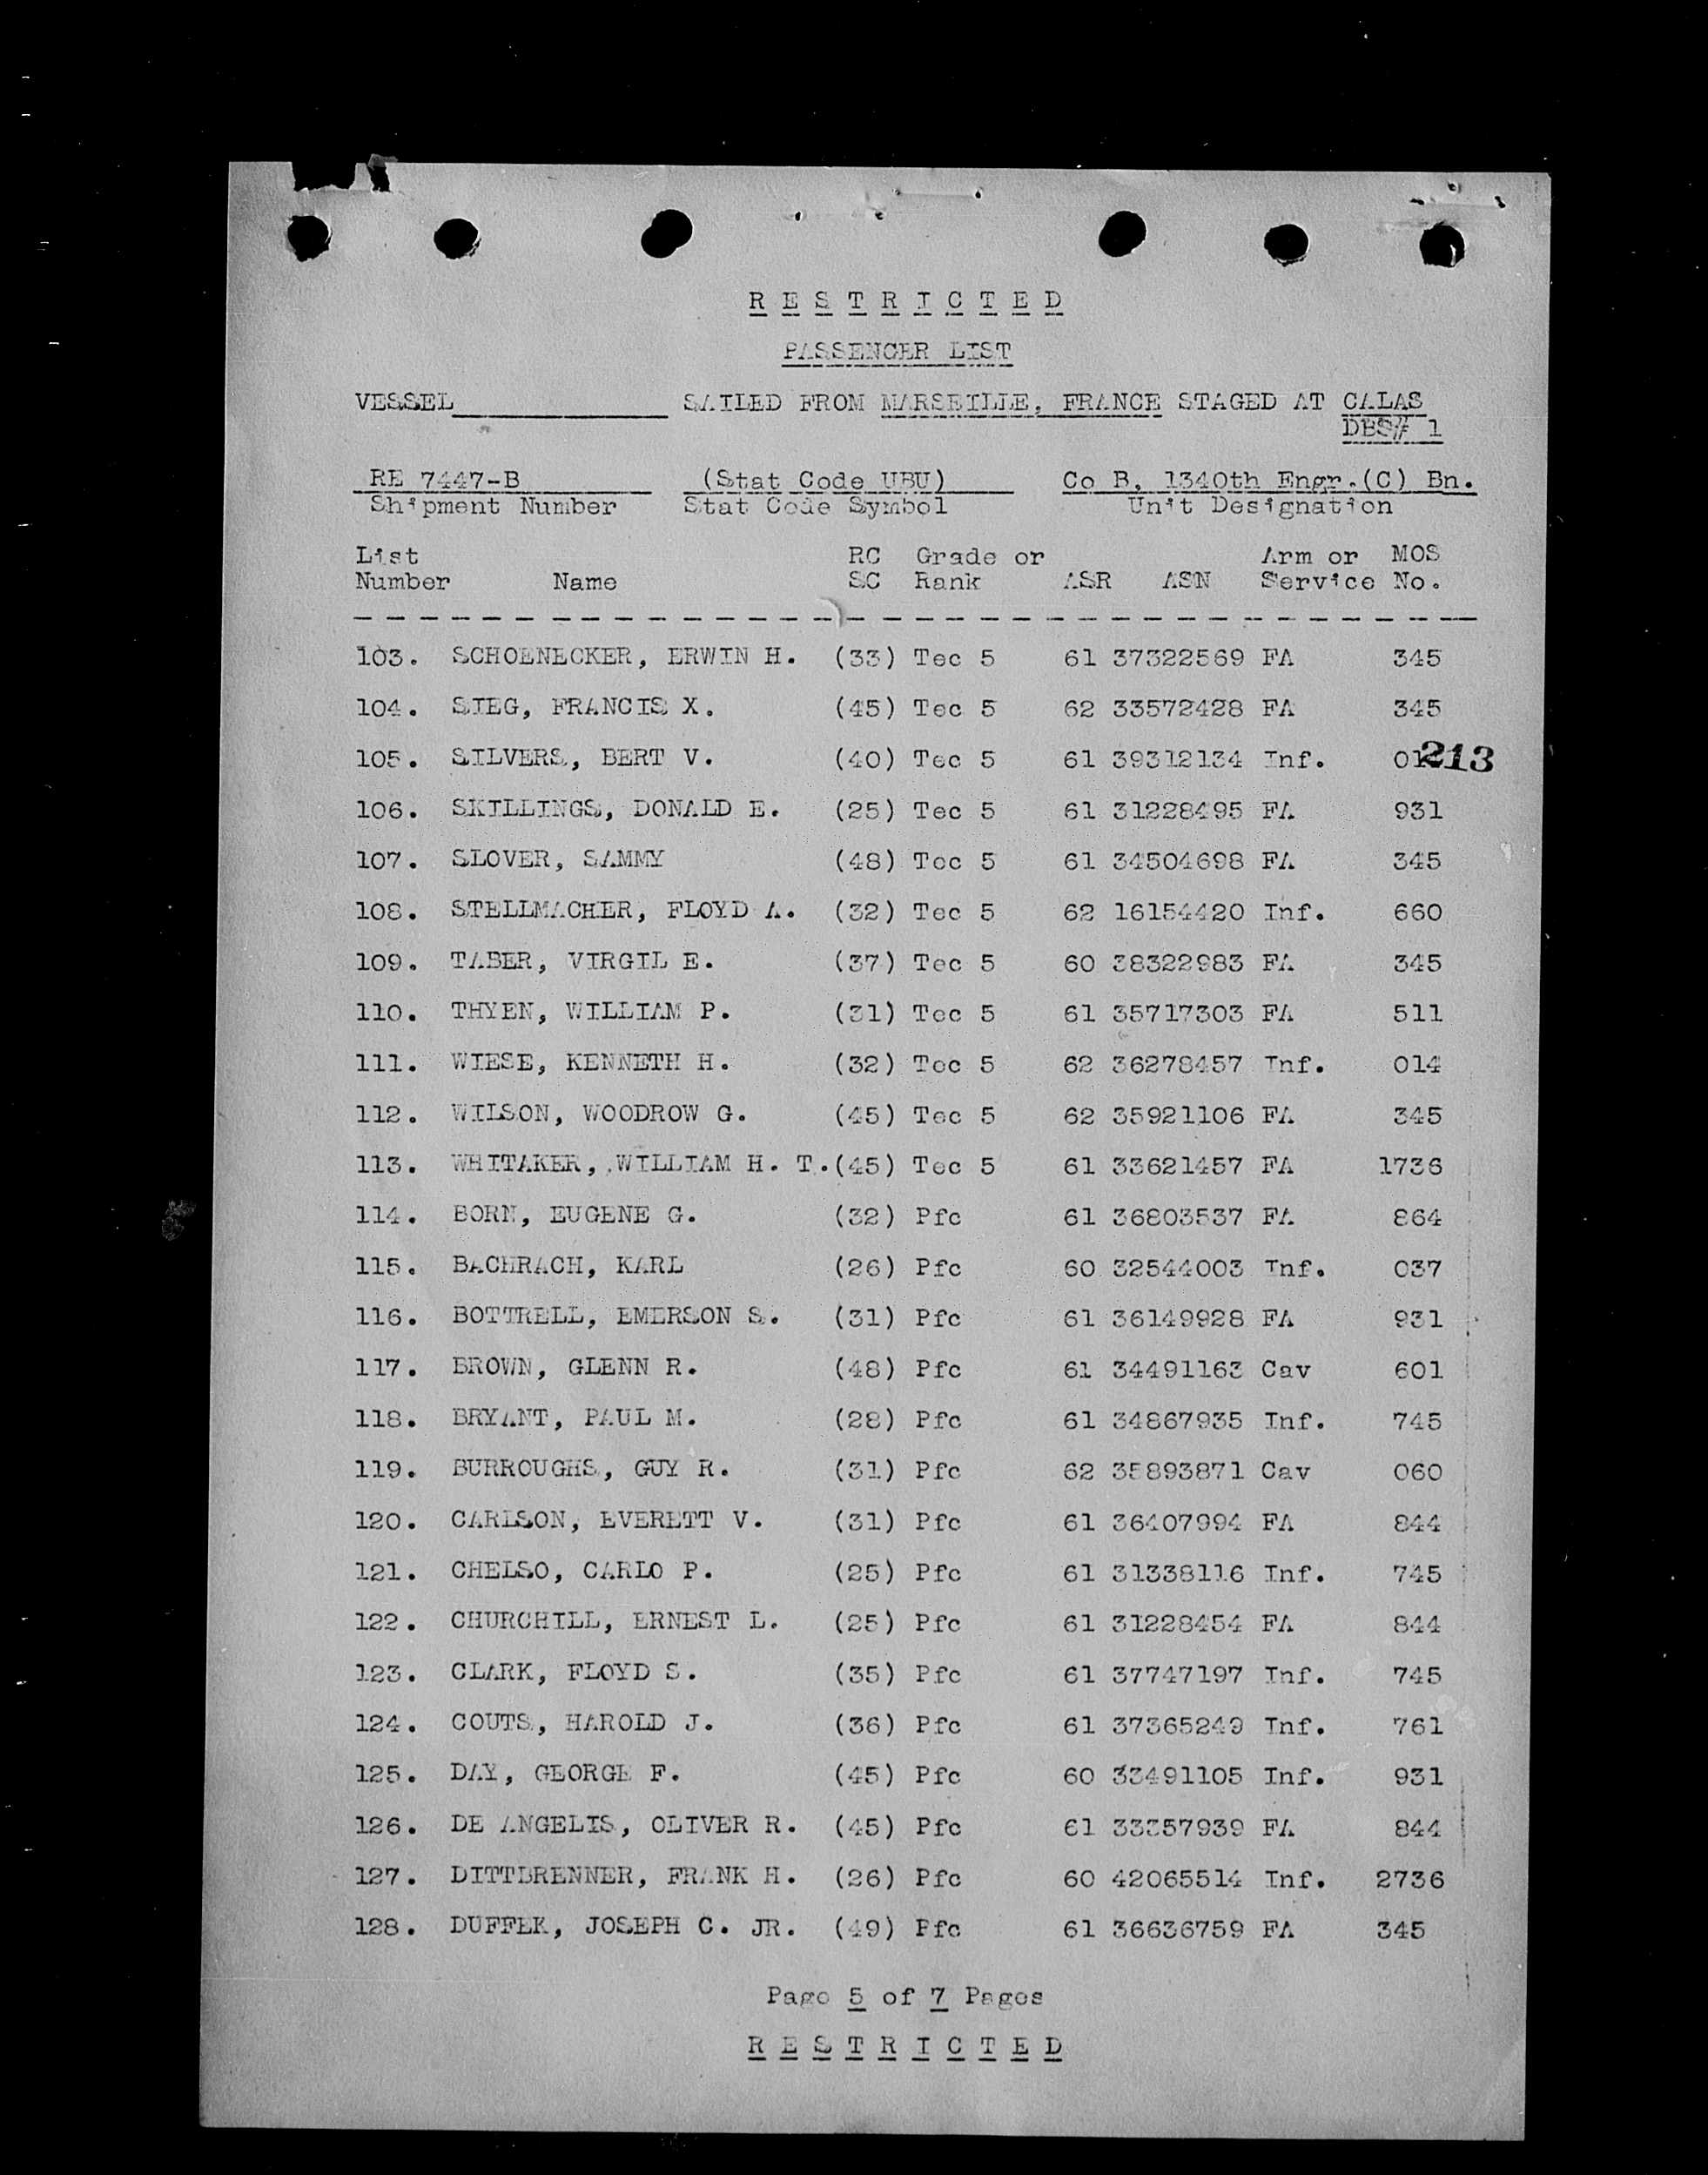 R E S T R I C T E D
PASSENGER LIST
VESSEL SAILED FROM MARSEILLE, FRANCE STAGED AT CALAS
DBS# 1
RE 7447-B (Stat Code UBU) Co B, 1340th Engr.(C) Bn.
Shipment Number Stat Code Symbol Unit Designation
List RC Grade or Arm or MOS
Number Name SC Rank ASR ASN Service No.
103. SCHOENECKER, ERWIN H. (33) Tec 5 61 37322569 FA 345
104. SIEG, FRANCIS X. (45) Tec 5 62 33572428 FA 345
105. SILVERS, BERT V. (40) Tec 5 61 39312134 Inf. 213
106. SKILLINGS, DONALD E. (25) Tec 5 61 31228495 FA 931
107. SLOVER, SAMMY (48) Tec 5 61 34504698 FA 345
108. STELLMACHER, FLOYD A. (32) Tec 5 62 16154420 Inf. 660
109. TABER, VIRGIL E. (37) Tec 5 60 38322983 FA 345
110. THYEN, WILLIAM P. (31) Tec 5 61 35717303 FA 511
111. WIESE, KENNETH H. (32) Tec 5 62 36278457 Inf. 014
112. WILSON, WOODROW G. (45) Tec 5 62 35921106 FA 345
113. WHITAKER, WILLIAM H. T. (45) Tec 5 61 33621457 FA 1736
114. BORN, EUGENE G. (32) Pfc 61 36803537 FA 864
115. BACHRACH, KARL (26) Pfc 60 32544003 Inf. 037
116. BOTTRELL, EMERSON S. (31) Pfc 61 36149928 FA 931
117. BROWN, GLENN R. (48) Pfc 61 34491163 Cav 601
118. BRYANT, PAUL M. (28) Pfc 61 34867935 Inf. 745
119. BURROUGHS, GUY R. (31) Pfc 62 35893871 Cav 060
120. CARLSON, EVERETT V. (31) Pfc 61 36407994 FA 844
121. CHELSO, CARLO P. (25) Pfc 61 31338116 Inf. 745
122. CHURCHILL, ERNEST L. (25) Pfc 61 31228454 FA 844
123. CLARK, FLOYD S. (35) Pfc 61 37747197 Inf. 745
124. COUTS, HAROLD J. (36) Pfc 61 37365249 Inf. 761
125. DAY, GEORGE F. (45) Pfc 60 33491105 Inf. 931
126. DE ANGELIS, OLIVER R. (45) Pfc 61 33357939 FA 844
127. DITTBRENNER, FRANK H. (26) Pfc 60 42065514 Inf. 2736
128. DUFFEK, JOSEPH C. JR. (49) Pfc 61 36636759 FA 345
Page 5 of 7 Pages
R E S T R I C T E D